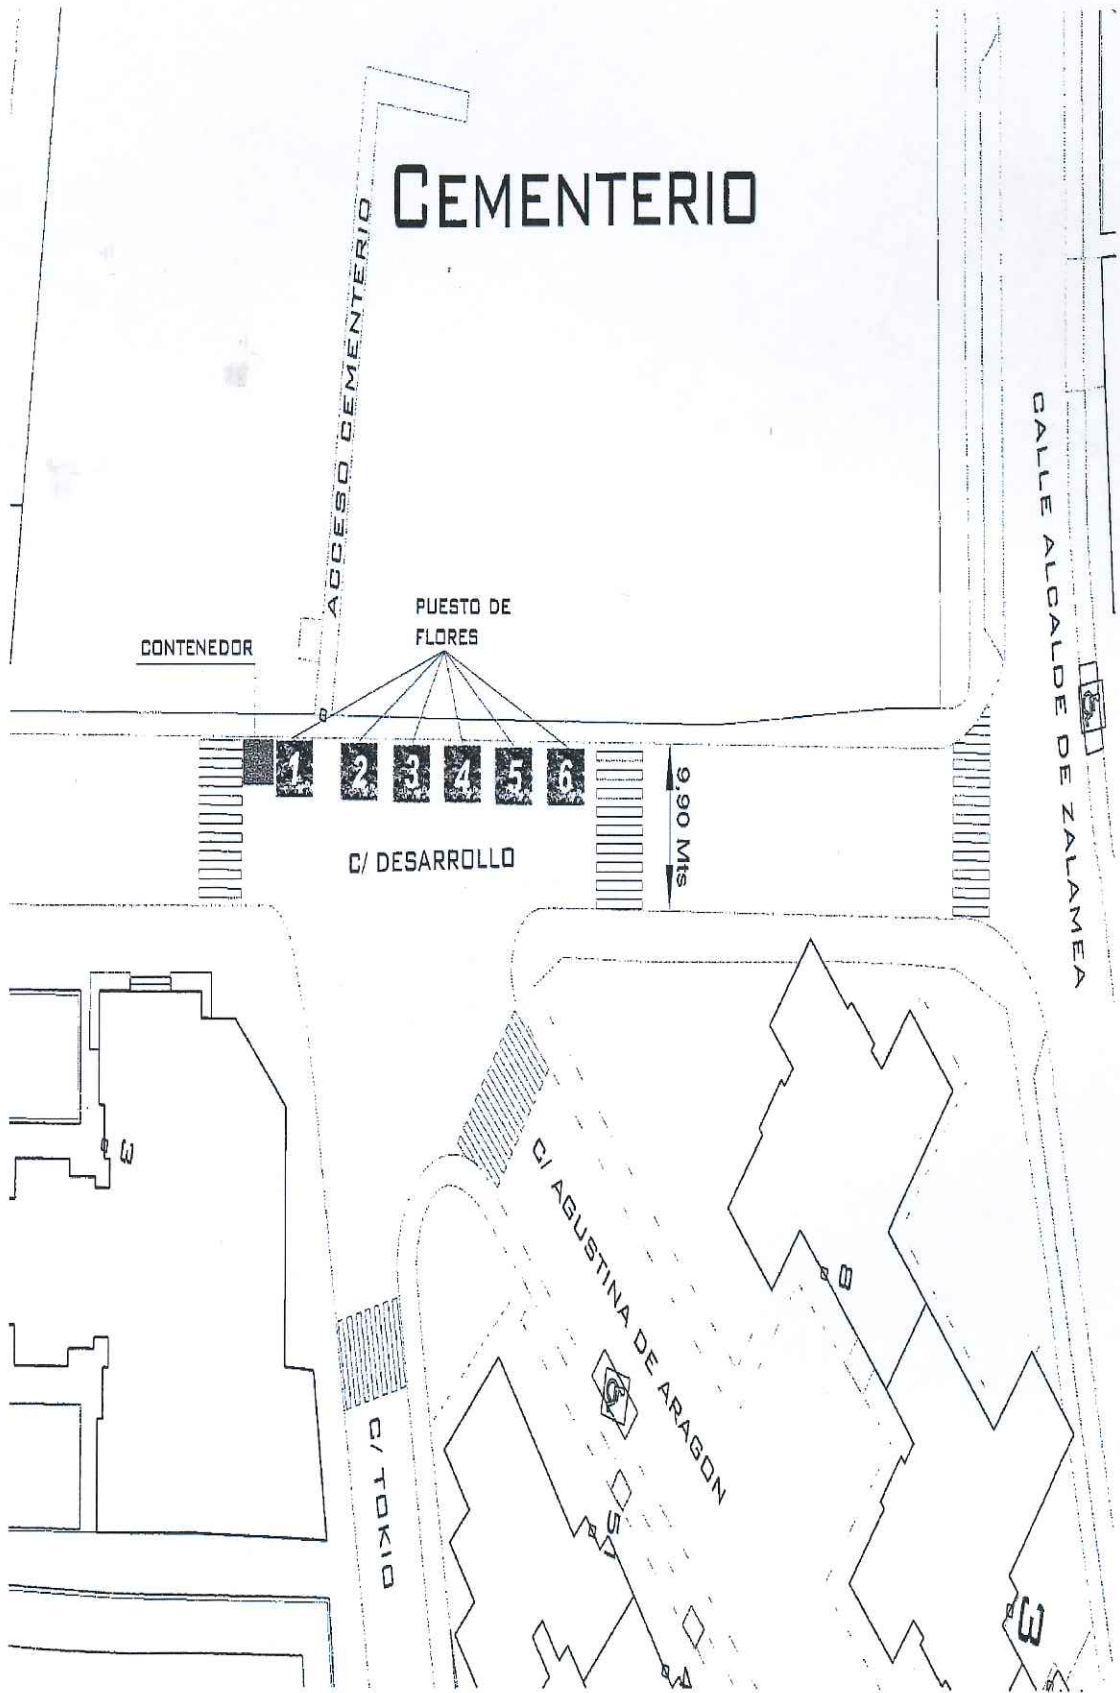 CEMENTERIO
ACCESO CEMENTERIO
CALLE ALCALDE DE ZALAMEA
PUESTO DE
FLORES
CONTENEDOR
1 2 3 4 5 6
9,90 Mts
C/ DESARROLLO
3
C/ AGUSTINA DE ARAGON
8
C/ TOKIO
5
3
4